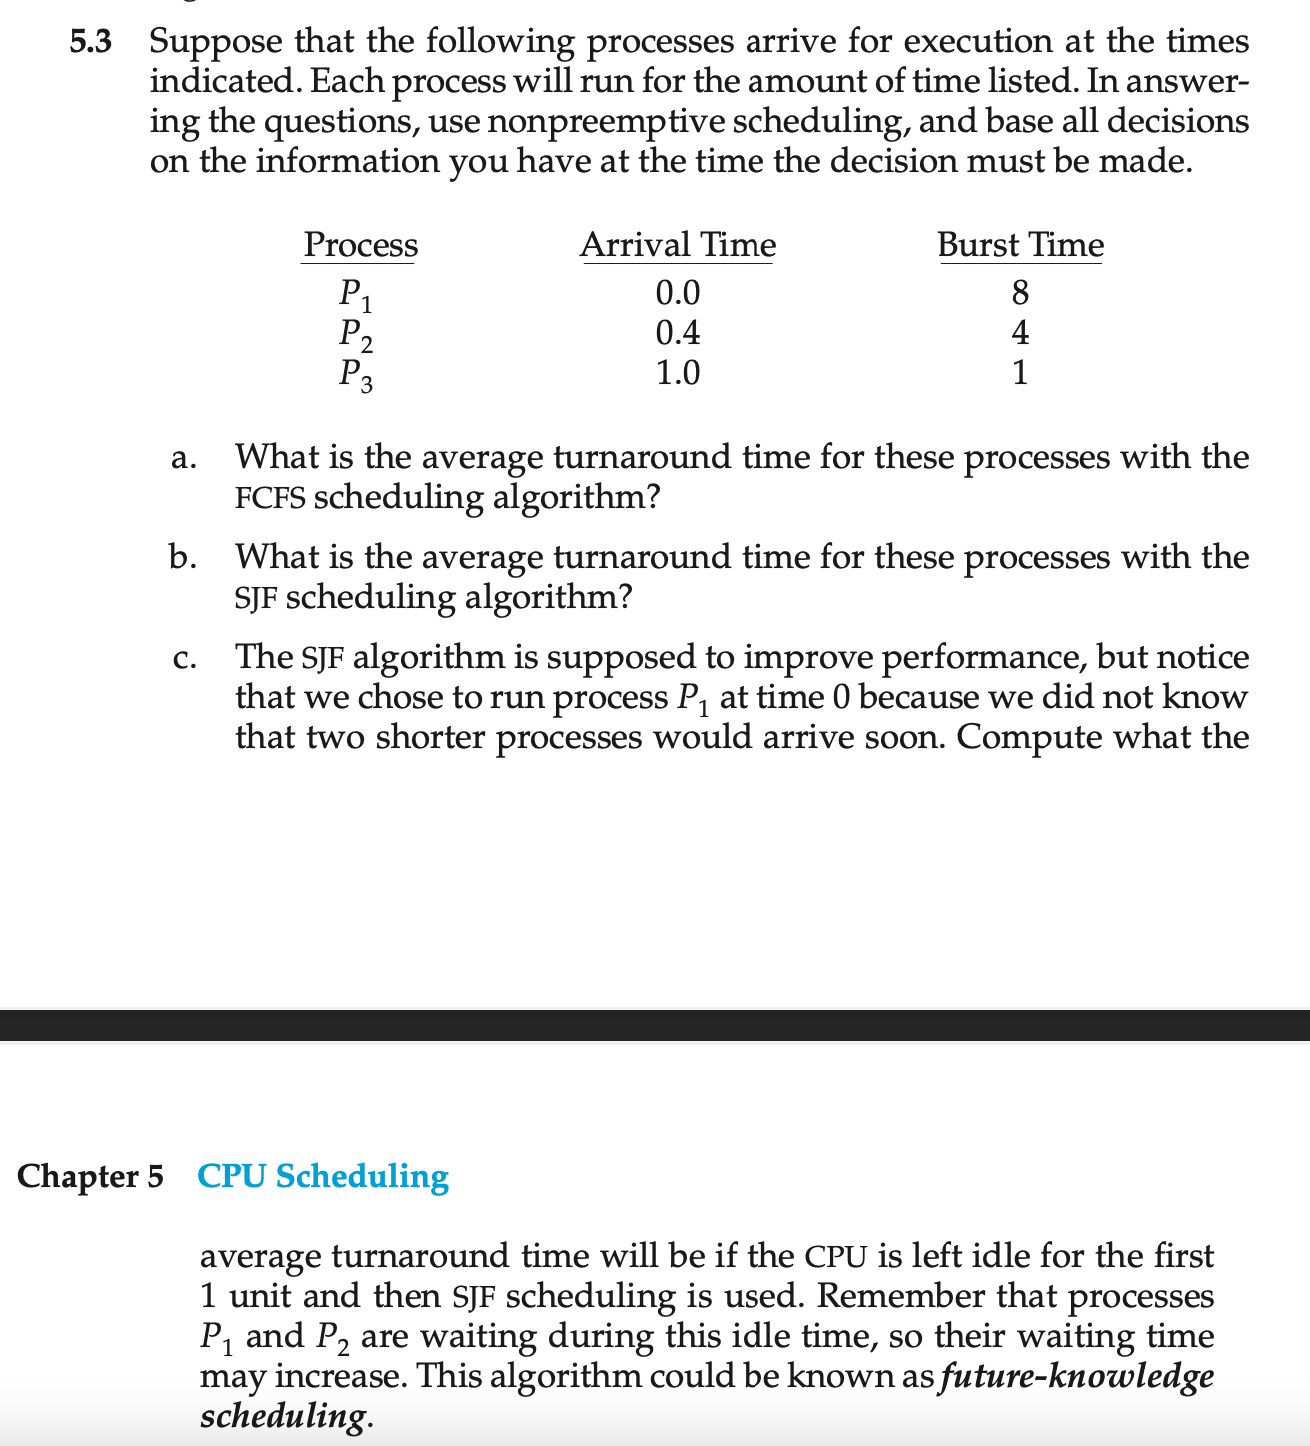 5.3 Suppose that the following processes arrive for execution at the times
indicated. Each process will run for the amount of time listed. In answer-
ing the questions, use nonpreemptive scheduling, and base all decisions
on the information you have at the time the decision must be made.
Process Arrival Time Burst Time
P1 0.0 8
P2 0.4 4
P3 1.0 1
a. What is the average turnaround time for these processes with the
FCFS scheduling algorithm?
b. What is the average turnaround time for these processes with the
SJF scheduling algorithm?
c. The SJF algorithm is supposed to improve performance, but notice
that we chose to run process P1 at time 0 because we did not know
that two shorter processes would arrive soon. Compute what the
Chapter 5 CPU Scheduling
average turnaround time will be if the CPU is left idle for the first
1 unit and then SJF scheduling is used. Remember that processes
P1 and P2 are waiting during this idle time, so their waiting time
may increase. This algorithm could be known as future-knowledge
scheduling.